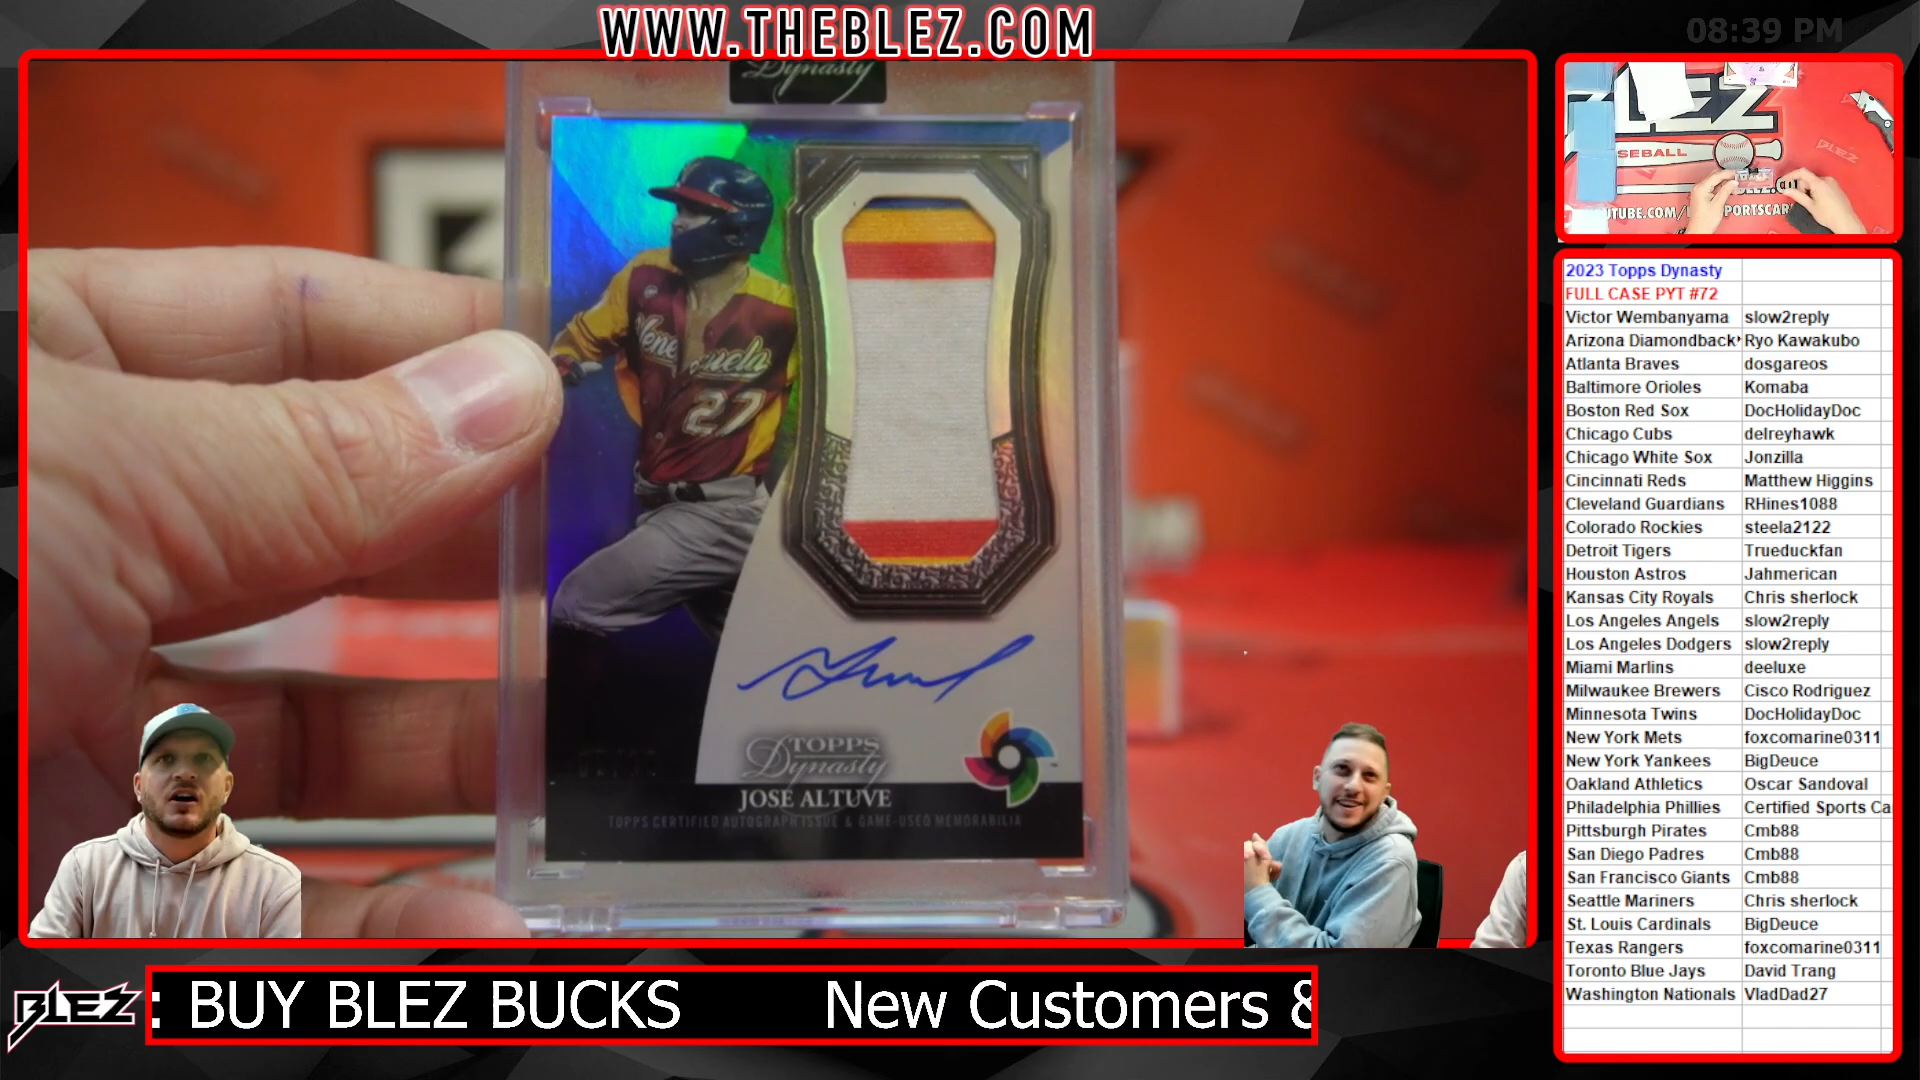 WWW.THEBLEZ.COM
08:39 PM
Dynasty
Venezuela
27
TOPPS
Dynasty
JOSE ALTUVE
TOPPS CERTIFIED AUTOGRAPH ISSUE & GAME-USED MEMORABILIA
LEZ
SEBALL
BLEZ
UTUBE.COM/
PORTSCAR
2023 Topps Dynasty
FULL CASE PYT #72
Victor Wembanyama slow2reply
Arizona Diamondback Ryo Kawakubo
Atlanta Braves dosgareos
Baltimore Orioles Komaba
Boston Red Sox DocHolidayDoc
Chicago Cubs delreyhawk
Chicago White Sox Jonzilla
Cincinnati Reds Matthew Higgins
Cleveland Guardians RHines1088
Colorado Rockies steela2122
Detroit Tigers Trueduckfan
Houston Astros Jahmerican
Kansas City Royals Chris sherlock
Los Angeles Angels slow2reply
Los Angeles Dodgers slow2reply
Miami Marlins deeluxe
Milwaukee Brewers Cisco Rodriguez
Minnesota Twins DocHolidayDoc
New York Mets foxcomarine0311
New York Yankees BigDeuce
Oakland Athletics Oscar Sandoval
Philadelphia Phillies Certified Sports Ca
Pittsburgh Pirates Cmb88
San Diego Padres Cmb88
San Francisco Giants Cmb88
Seattle Mariners Chris sherlock
St. Louis Cardinals BigDeuce
Texas Rangers foxcomarine0311
Toronto Blue Jays David Trang
Washington Nationals VladDad27
BLEZ : BUY BLEZ BUCKS New Customers &